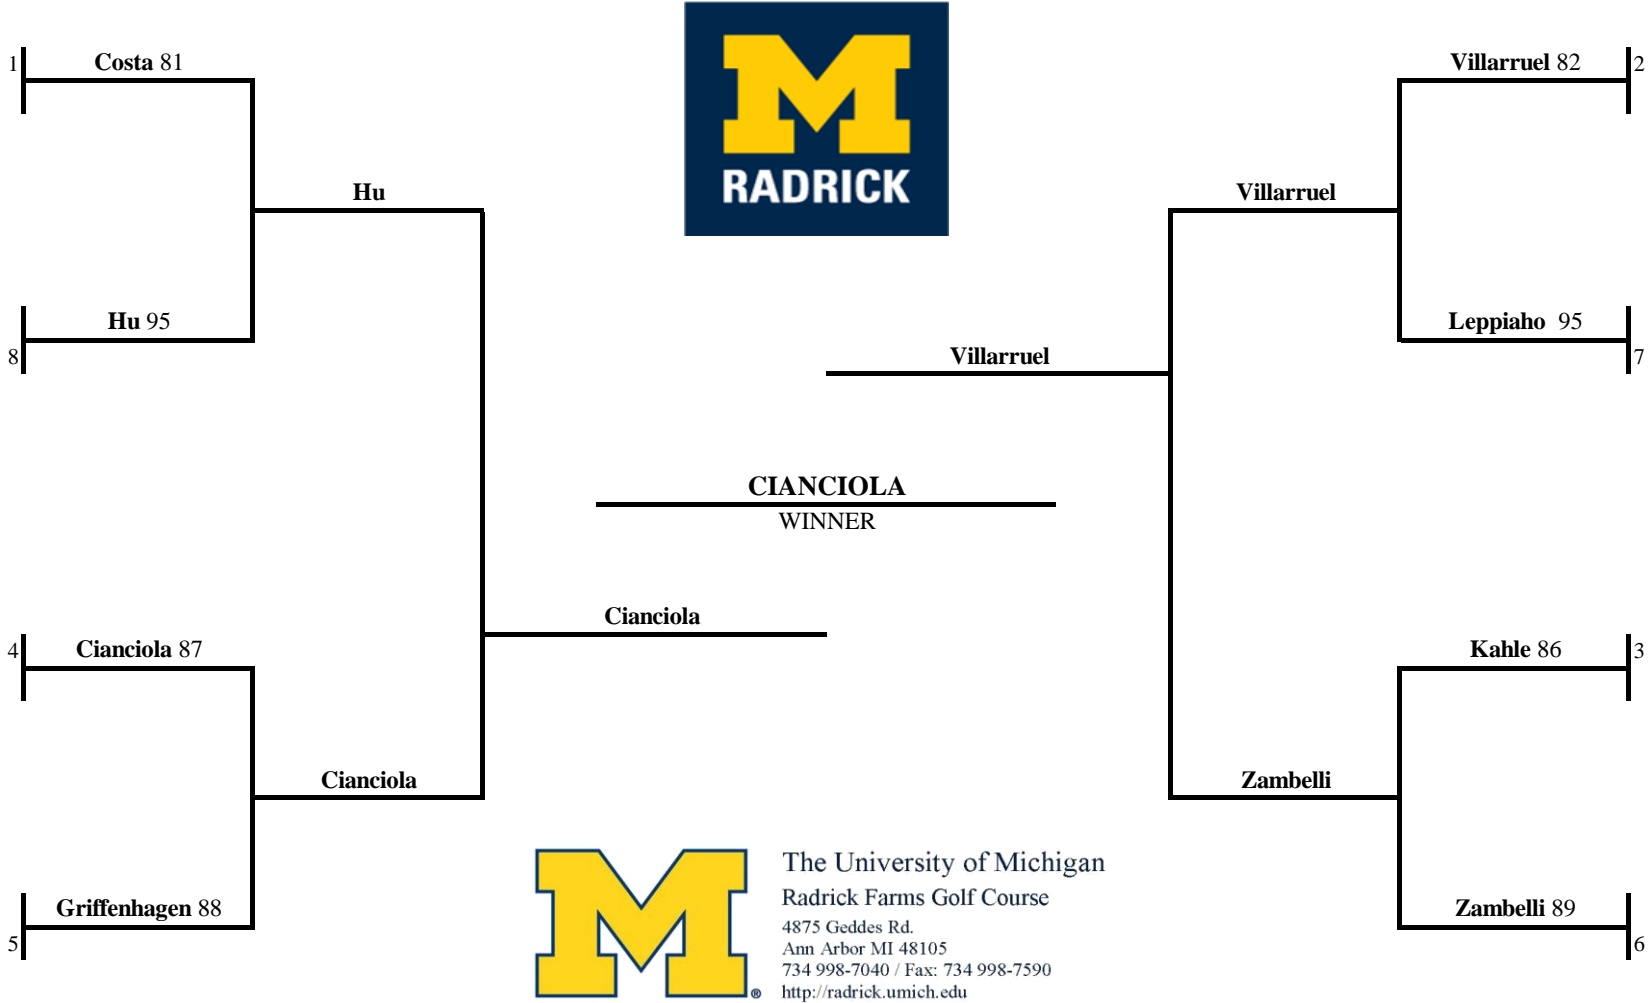 M
RADRICK
1
Costa 81
Villarruel 82
2
Hu
Villarruel
Hu 95
8
Leppiaho 95
7
Villarruel
CIANCIOLA
WINNER
Cianciola
4
Cianciola 87
Kahle 86
3
Cianciola
Zambelli
Griffenhagen 88
5
Zambelli 89
6
M®
The University of Michigan
Radrick Farms Golf Course
4875 Geddes Rd.
Ann Arbor MI 48105
734 998-7040 / Fax: 734 998-7590
http://radrick.umich.edu